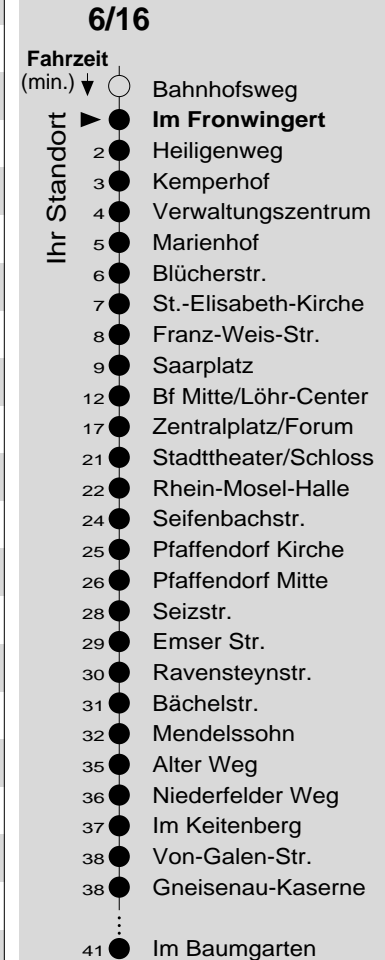 6/16
Fahrzeit
(min.)
Ihr Standort
Bahnhofsweg
Im Fronwingert
2 Heiligenweg
3 Kemperhof
4 Verwaltungszentrum
5 Marienhof
6 Blücherstr.
7 St.-Elisabeth-Kirche
8 Franz-Weis-Str.
9 Saarplatz
12 Bf Mitte/Löhr-Center
17 Zentralplatz/Forum
21 Stadttheater/Schloss
22 Rhein-Mosel-Halle
24 Seifenbachstr.
25 Pfaffendorf Kirche
26 Pfaffendorf Mitte
28 Seizstr.
29 Emser Str.
30 Ravensteynstr.
31 Bächelstr.
32 Mendelssohn
35 Alter Weg
36 Niederfelder Weg
37 Im Keitenberg
38 Von-Galen-Str.
38 Gneisenau-Kaserne
41 Im Baumgarten